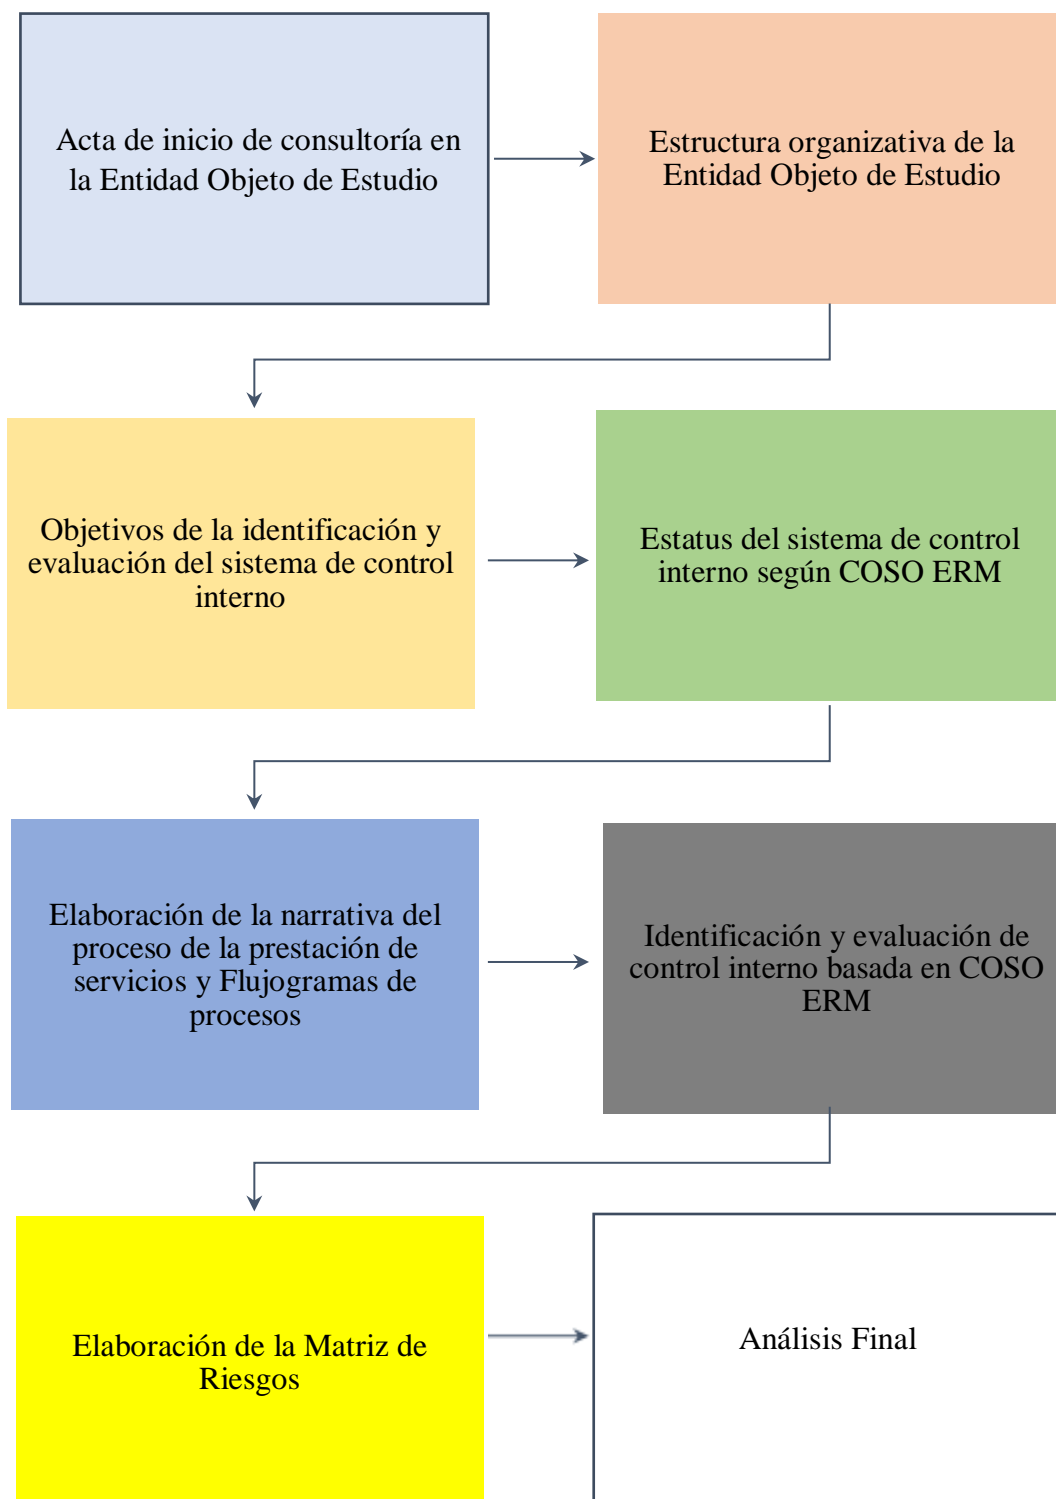 Acta de inicio de consultoría en
la Entidad Objeto de Estudio
Estructura organizativa de la
Entidad Objeto de Estudio
Objetivos de la identificación y
evaluación del sistema de control
interno
Estatus del sistema de control
interno según COSO ERM
Elaboración de la narrativa del
proceso de la prestación de
servicios y Flujogramas de
procesos
Identificación y evaluación de
control interno basada en COSO
ERM
Elaboración de la Matriz de
Riesgos
Análisis Final